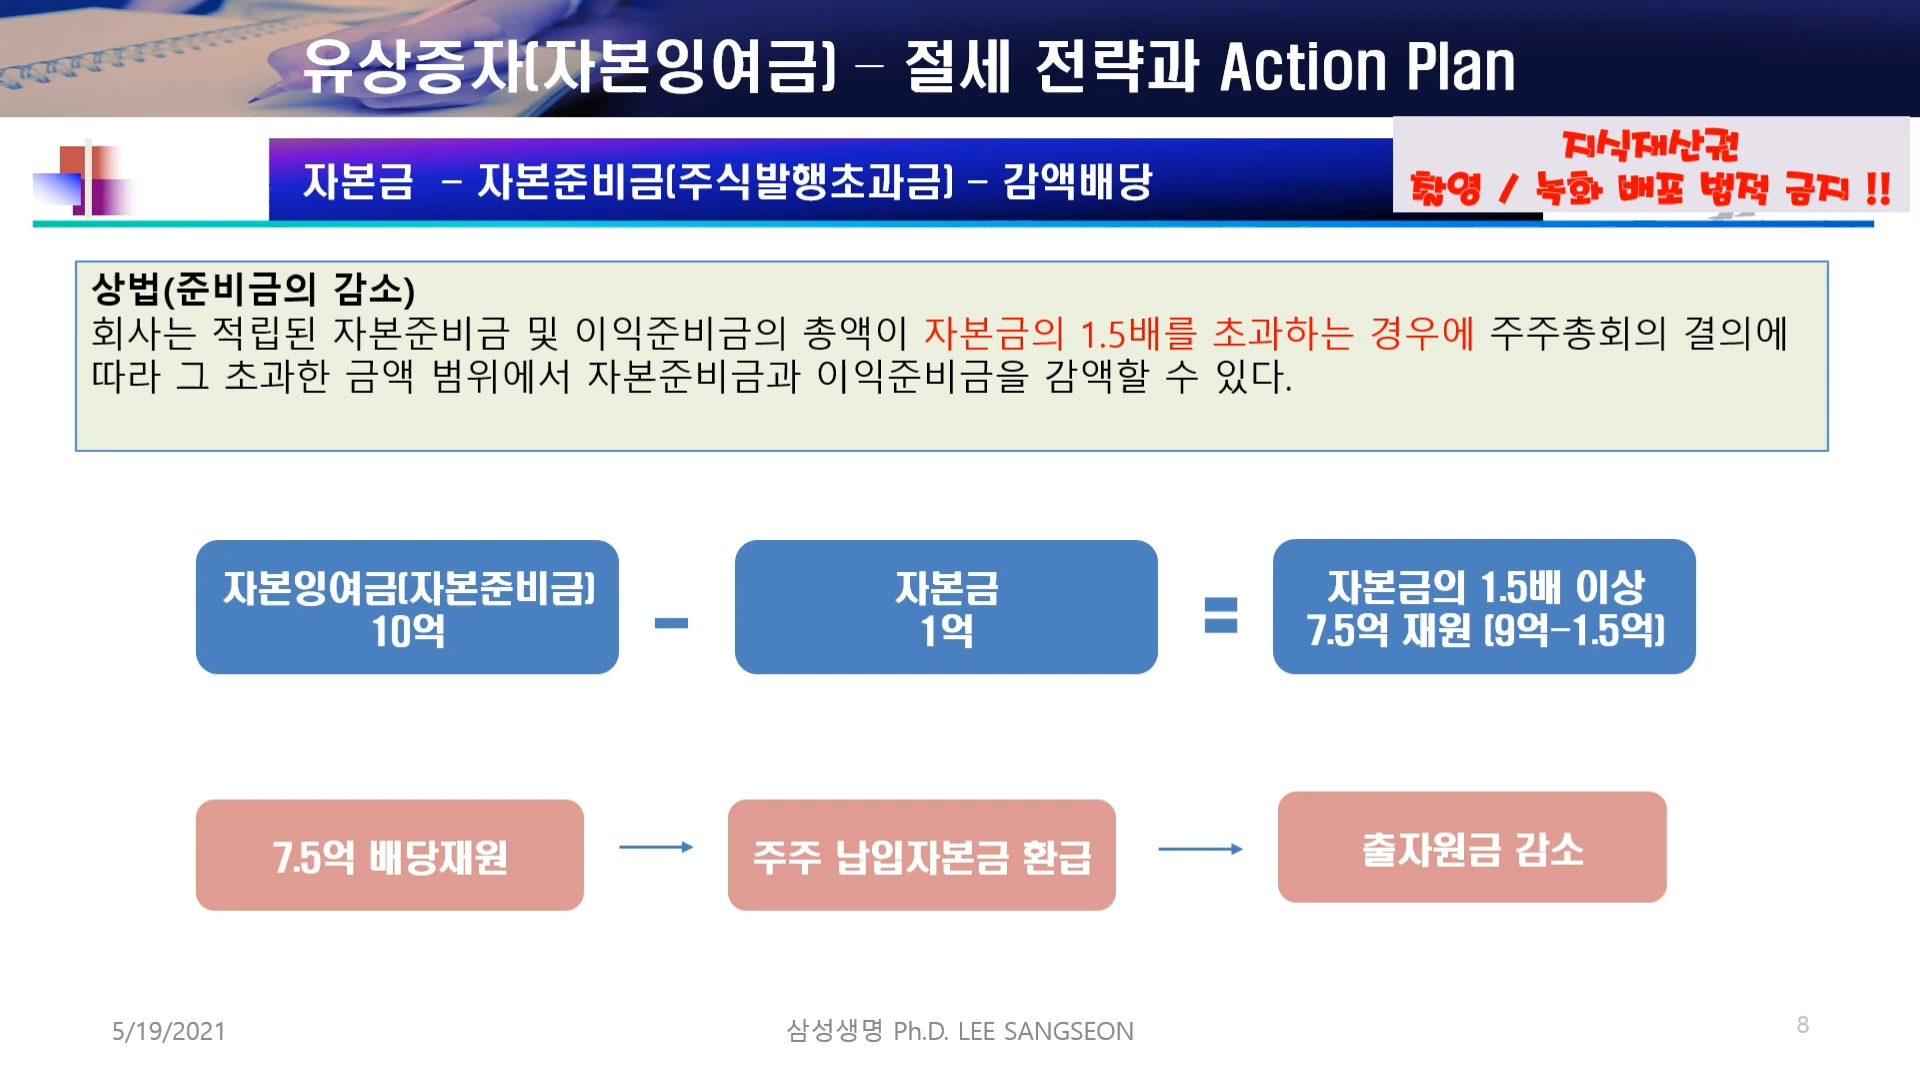 유상증자(자본잉여금) – 절세 전략과 Action Plan
자본금 – 자본준비금(주식발행초과금) – 감액배당
지식재산권
촬영 / 녹화 배포 법적 금지 !!
상법(준비금의 감소)
회사는 적립된 자본준비금 및 이익준비금의 총액이 자본금의 1.5배를 초과하는 경우에 주주총회의 결의에
따라 그 초과한 금액 범위에서 자본준비금과 이익준비금을 감액할 수 있다.
자본잉여금(자본준비금)
10억
–
자본금
1억
=
자본금의 1.5배 이상
7.5억 재원 (9억-1.5억)
7.5억 배당재원
주주 납입자본금 환급
출자원금 감소
5/19/2021
삼성생명 Ph.D. LEE SANGSEON
8